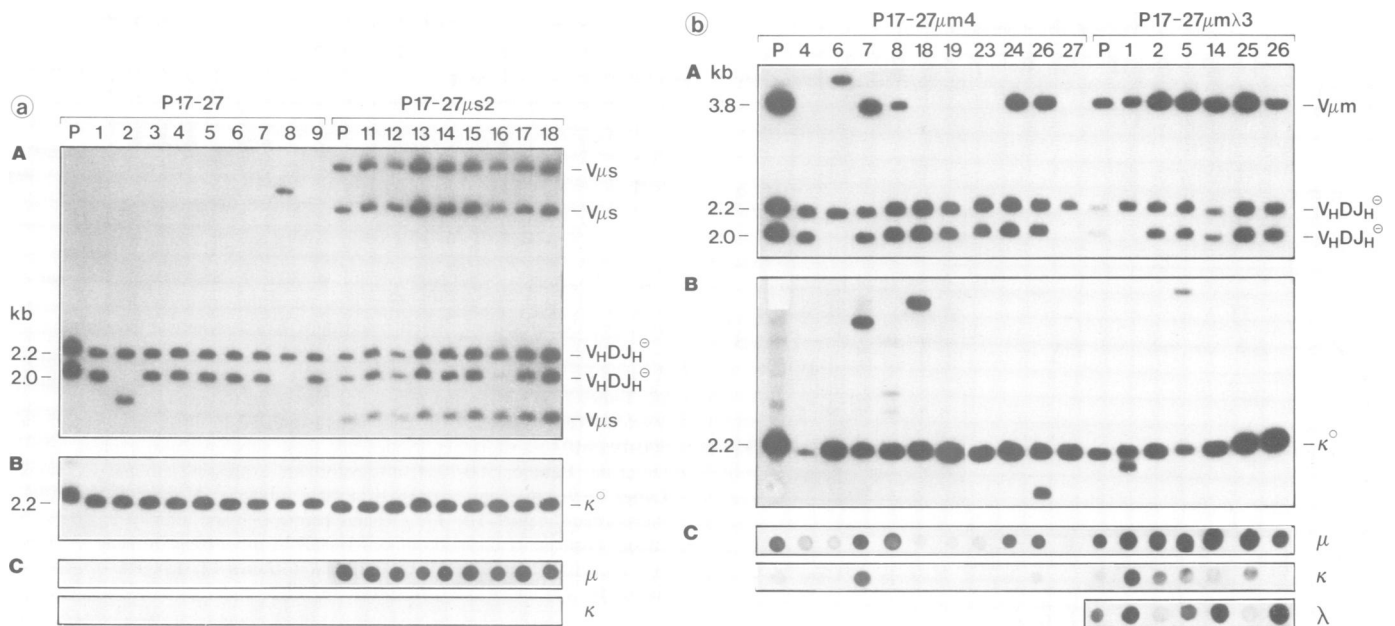 ⓐ
P17-27 P17-27μs2
P 1 2 3 4 5 6 7 8 9 P 11 12 13 14 15 16 17 18
A
Vμs
Vμs
kb
2.2 VHDJH⊖
2.0 VHDJH⊖
Vμs
B
2.2 κ○
C
μ
κ
ⓑ
P17-27μm4 P17-27μmλ3
P 4 6 7 8 18 19 23 24 26 27 P 1 2 5 14 25 26
A kb
3.8 Vμm
2.2 VHDJH⊖
2.0 VHDJH⊖
B
2.2 κ○
C
μ
κ
λ